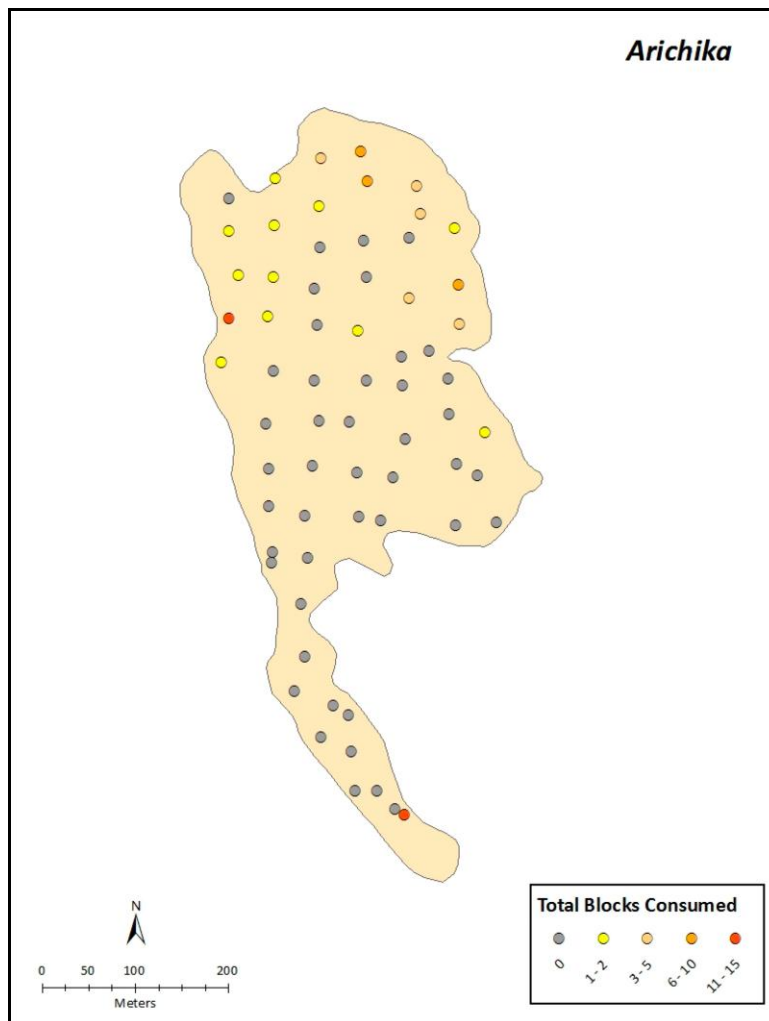 Arichika
N
0 50 100 200
Meters
Total Blocks Consumed
0 1 - 2 3 - 5 6 - 10 11 - 15